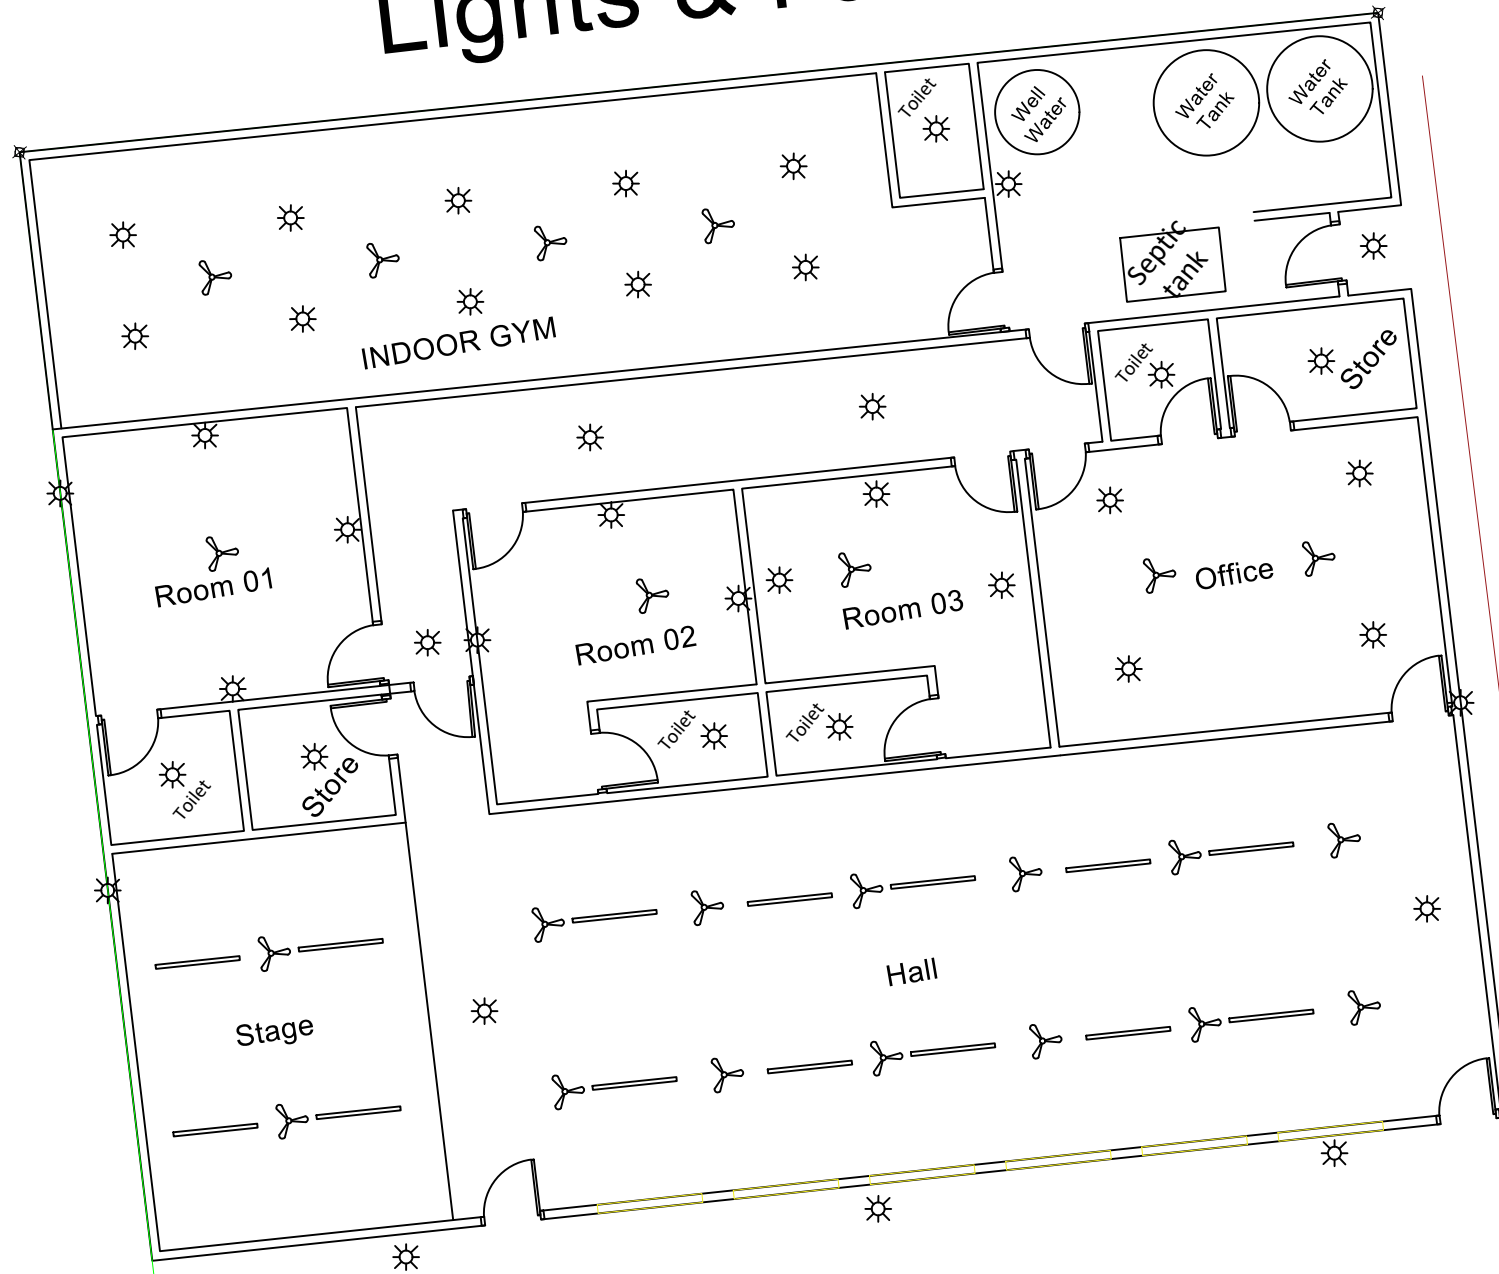 Lights &
Toilet
Well
Water
Water
Tank
Water
Tank
Septic
tank
INDOOR GYM
Toilet
Store
Room 01
Room 02
Room 03
Office
Toilet
Toilet
Toilet
Store
Hall
Stage